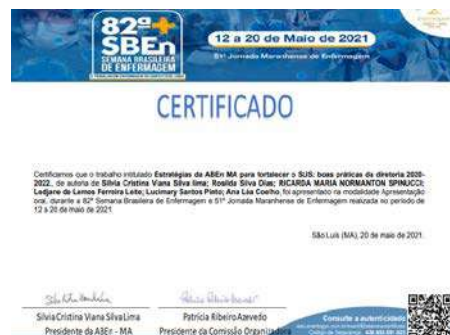 82ª
SBEn
SEMANA BRASILEIRA
DE ENFERMAGEM
12 a 20 de Maio de 2021
51ª Jornada Maranhense de Enfermagem
CERTIFICADO
Certificamos que o trabalho intitulado Estratégias da ABEn MA para fortalecer o SUS: boas práticas da diretoria 2020-
2022., de autoria de Silvia Cristina Viana Silva lima; Rosilda Silva Dias; RICARDA MARIA NORMANTON SPINUCCI;
Ledjane de Lemos Ferreira Leite; Lucimary Santos Pinto; Ana Léa Coelho, foi apresentado na modalidade Apresentação
oral, durante a 82ª Semana Brasileira de Enfermagem e 51ª Jornada Maranhense de Enfermagem realizada no período de
12 a 20 de maio de 2021
São Luís (MA), 20 de maio de 2021.
Silvia Cristina Viana Silva Lima
Presidente da ABEn - MA
Patrícia Ribeiro Azevedo
Presidente da Comissão Organizadora
Consulte a autenticidade